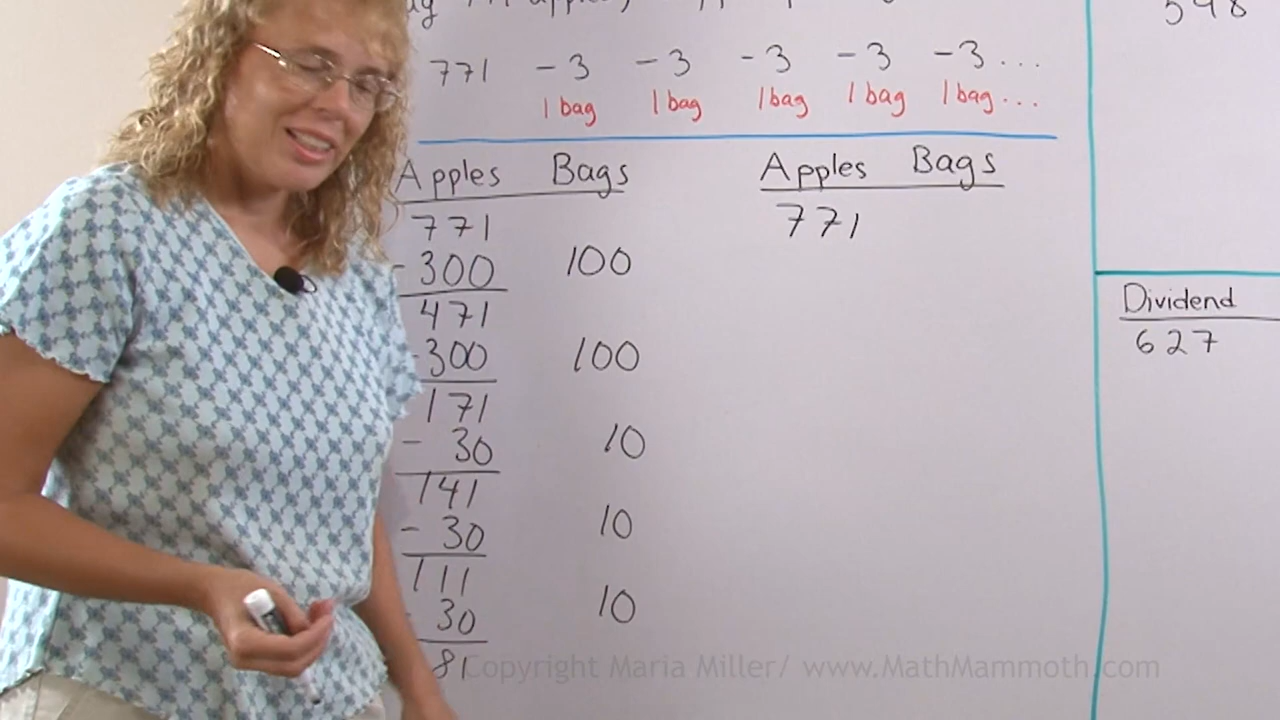 771 -3 -3 -3 -3 -3 ...
1 bag 1 bag 1 bag 1 bag 1 bag ...
Apples Bags
771
-300 100
471
-300 100
171
- 30 10
141
- 30 10
111
- 30 10
81
Apples Bags
771
598
Dividend
627
Copyright Maria Miller/ www.MathMammoth.com